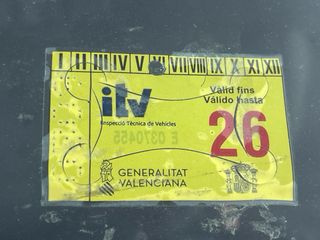 I II III IV V VII VIII IX X XI XII
itv
Inspecció Tècnica de Vehicles
Vàlid fins
Válido hasta
26
E 0370455
GENERALITAT
VALENCIANA